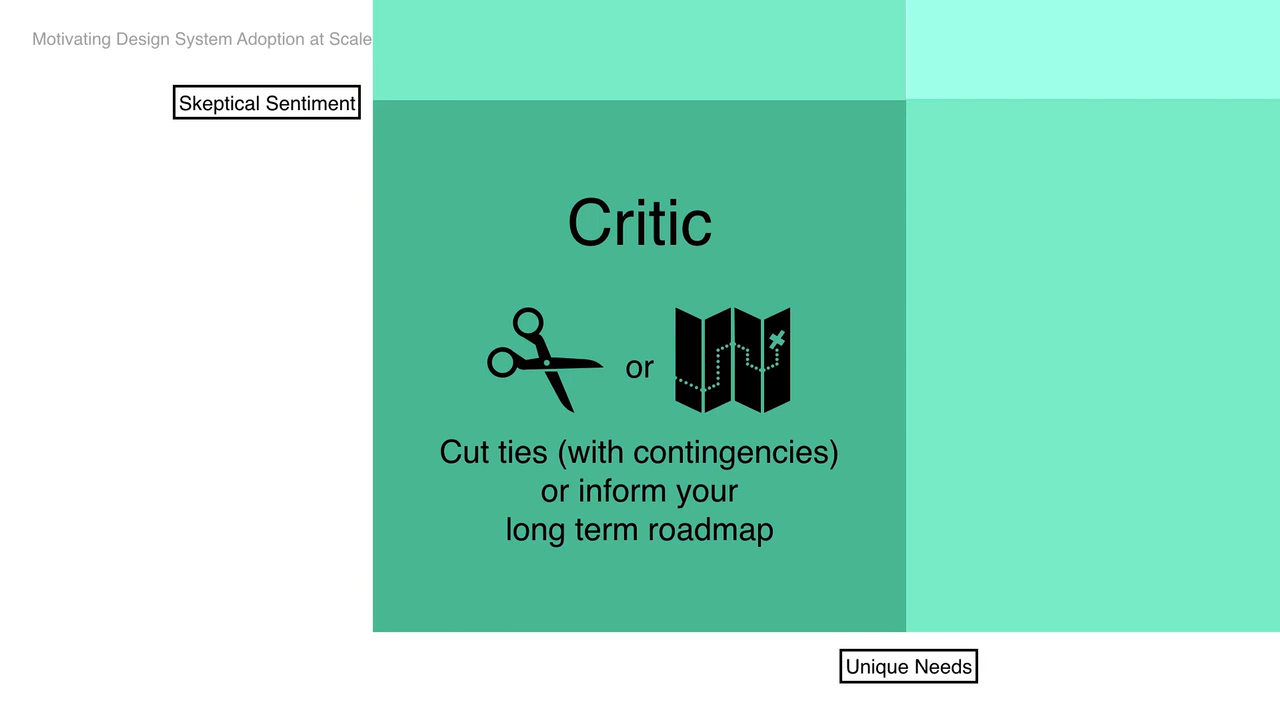 Motivating Design System Adoption at Scale
Skeptical Sentiment
Critic
or
Cut ties (with contingencies)
or inform your
long term roadmap
Unique Needs